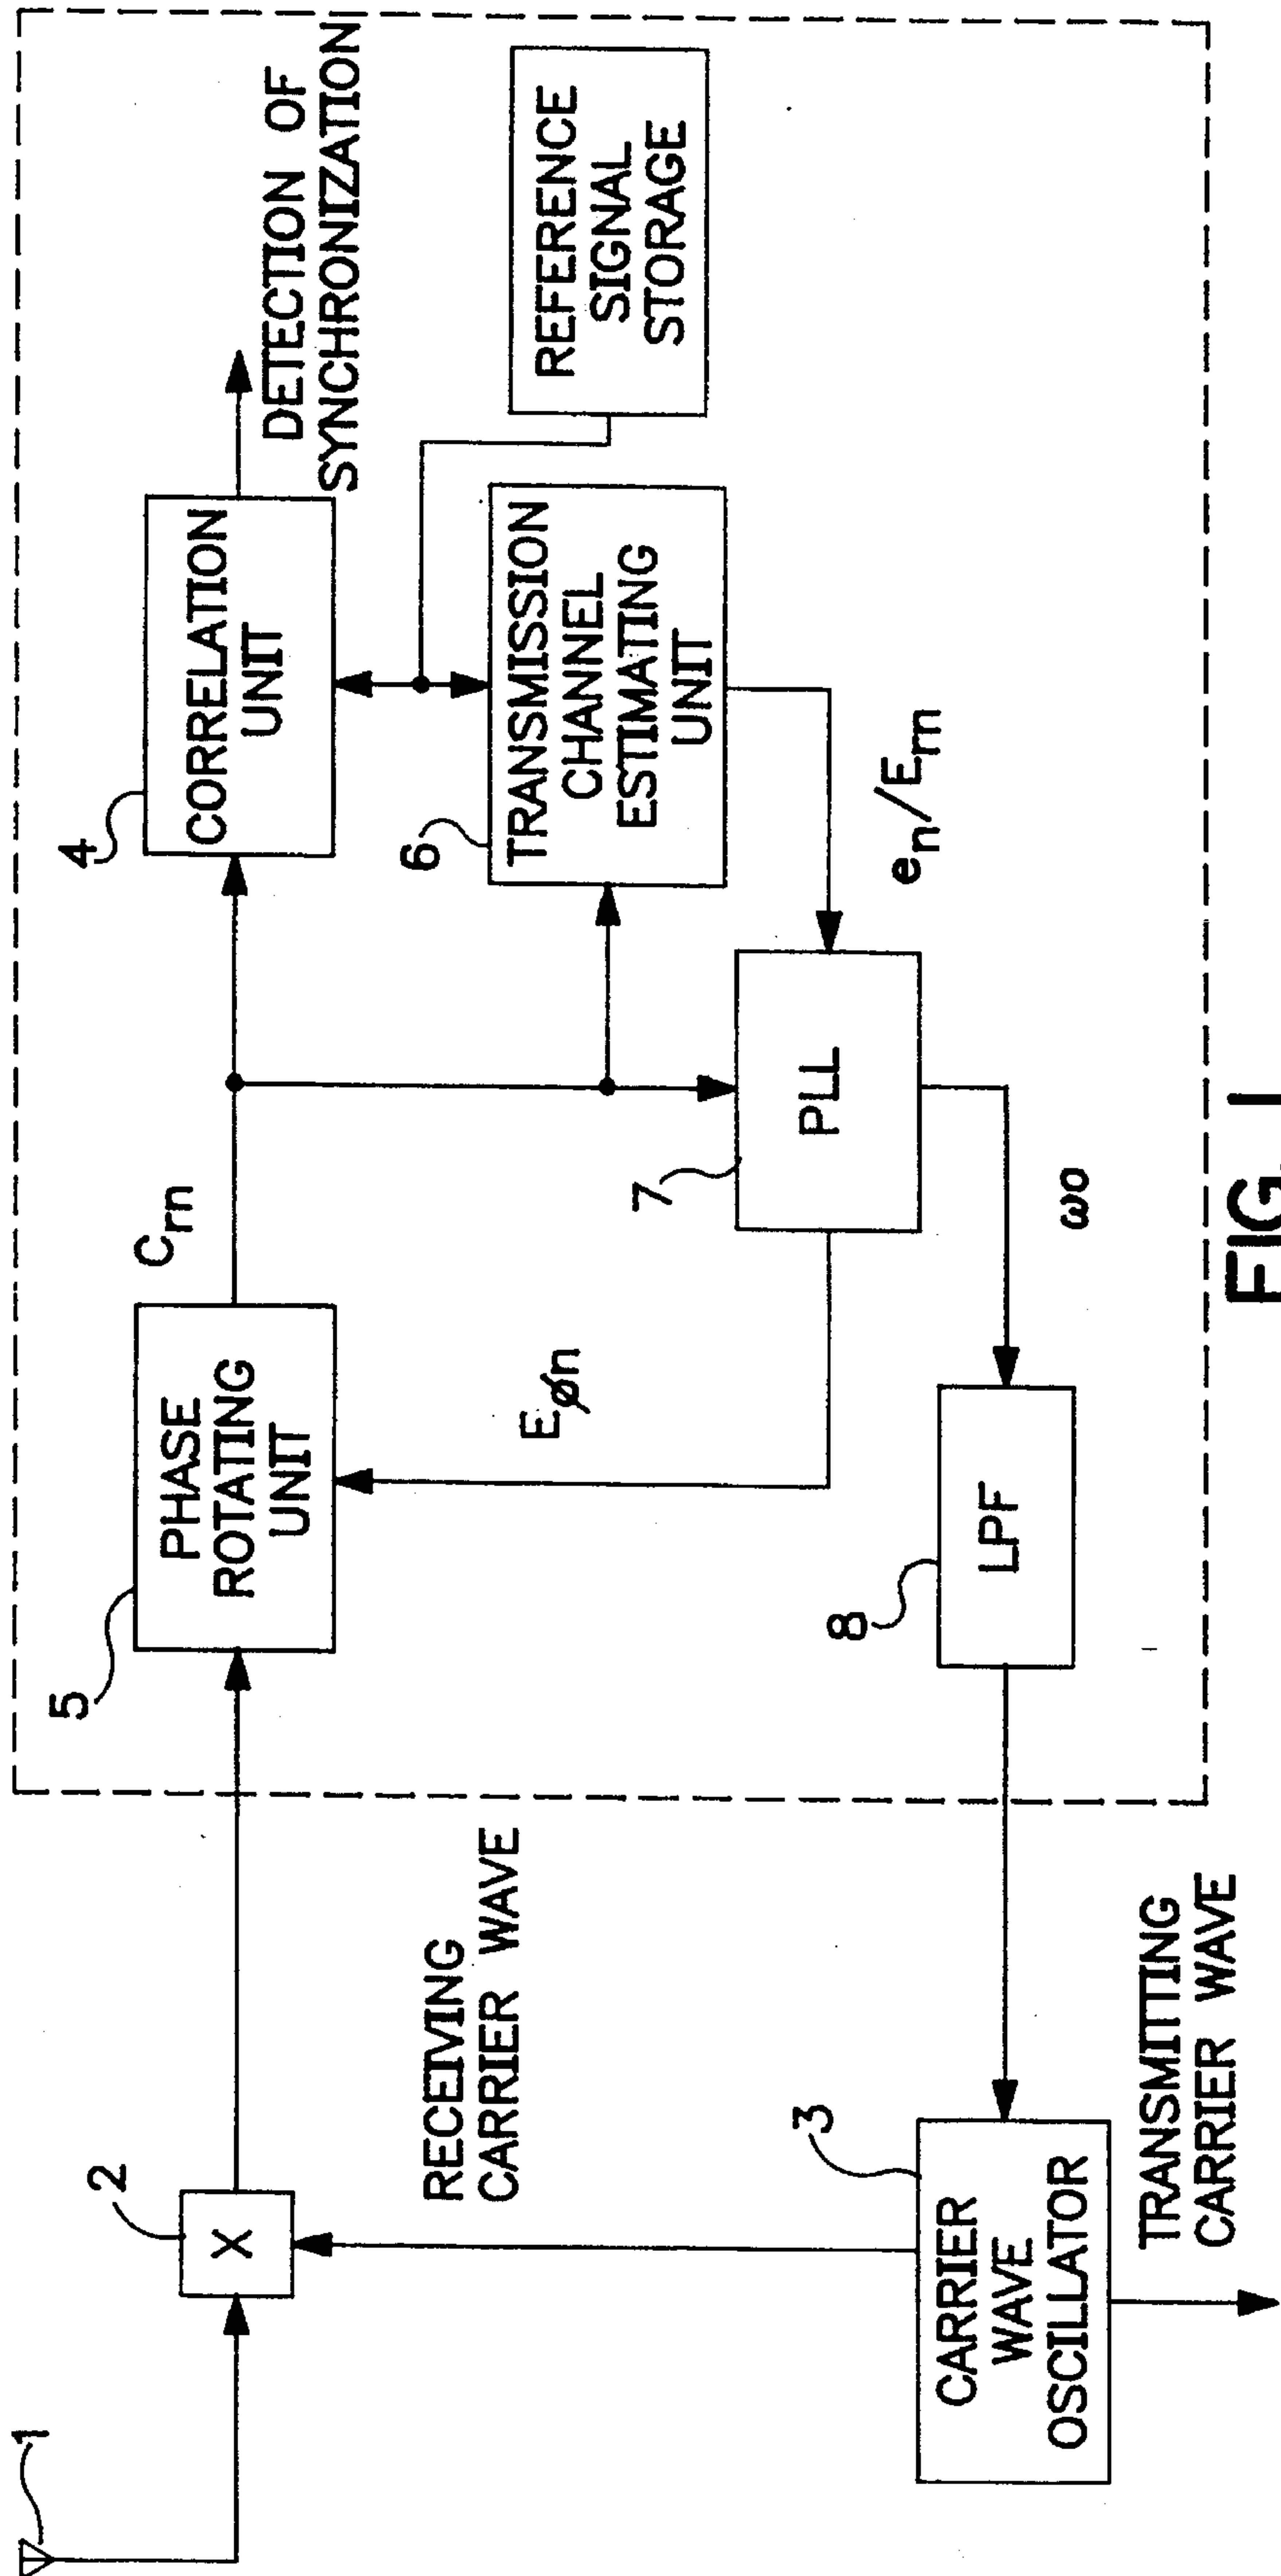 1
2
X
RECEIVING
CARRIER WAVE
3
CARRIER
WAVE
OSCILLATOR
TRANSMITTING
CARRIER WAVE
5
PHASE
ROTATING
UNIT
Crn
4
CORRELATION
UNIT
DETECTION OF
SYNCHRONIZATION
6
TRANSMISSION
CHANNEL
ESTIMATING
UNIT
REFERENCE
SIGNAL
STORAGE
Eøn
7
PLL
en/Ern
8
LPF
ωo
FIG. 1